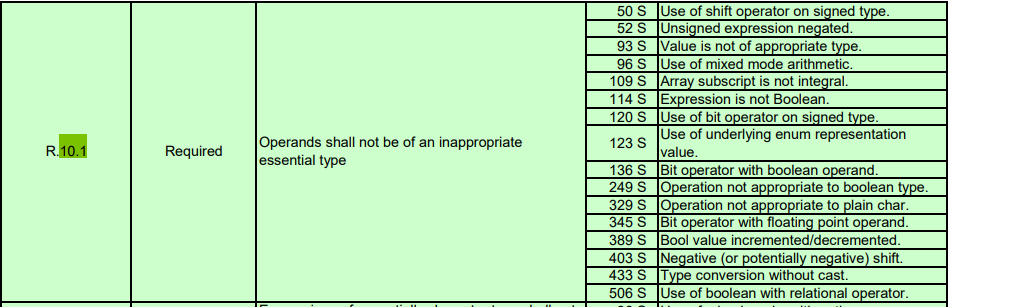 50 S Use of shift operator on signed type.
52 S Unsigned expression negated.
93 S Value is not of appropriate type.
96 S Use of mixed mode arithmetic.
109 S Array subscript is not integral.
114 S Expression is not Boolean.
120 S Use of bit operator on signed type.
R.10.1 Required Operands shall not be of an inappropriate
essential type
123 S Use of underlying enum representation
value.
136 S Bit operator with boolean operand.
249 S Operation not appropriate to boolean type.
329 S Operation not appropriate to plain char.
345 S Bit operator with floating point operand.
389 S Bool value incremented/decremented.
403 S Negative (or potentially negative) shift.
433 S Type conversion without cast.
506 S Use of boolean with relational operator.